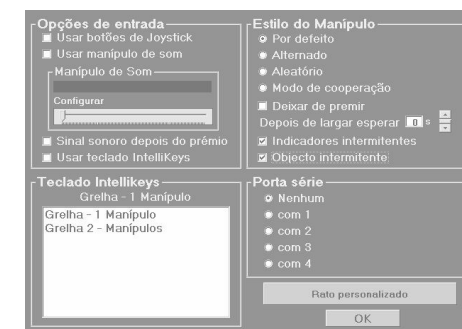 Opções de entrada
Usar botões de Joystick
Usar manípulo de som
Manípulo de Som
Configurar
Sinal sonoro depois do prémio
Usar teclado IntelliKeys
Estilo do Manípulo
Por defeito
Alternado
Aleatório
Modo de cooperação
Deixar de premir
Depois de largar esperar 0 s
Indicadores intermitentes
Objecto intermitente
Teclado Intellikeys
Grelha - 1 Manípulo
Grelha - 1 Manípulo
Grelha 2 - Manípulos
Porta série
Nenhum
com 1
com 2
com 3
com 4
Rato personalizado
OK